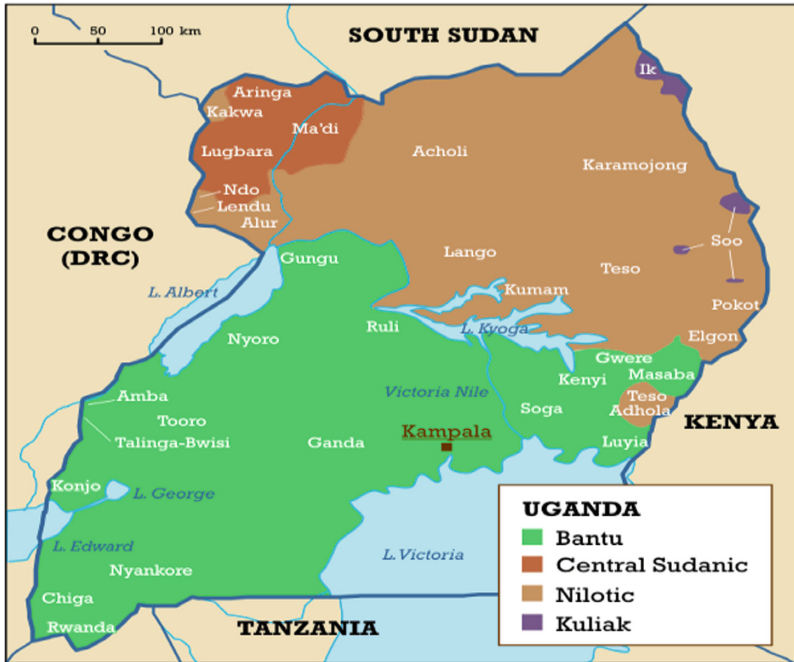 0 50 100 km
SOUTH SUDAN
Ik
Aringa
Kakwa
Ma'di
Lugbara
Acholi
Karamojong
Ndo
Lendu
Alur
CONGO
(DRC)
Soo
Gungu
Lango
Teso
L. Albert
Kumam
Pokot
Ruli
L. Kyoga
Elgon
Nyoro
Gwere
Masaba
Kenyi
Amba
Victoria Nile
Teso
Adhola
Tooro
Soga
KENYA
Talinga-Bwisi
Ganda
Kampala
Luyia
Konjo
L. George
L. Edward
L. Victoria
Nyankore
Chiga
Rwanda
TANZANIA
UGANDA
Bantu
Central Sudanic
Nilotic
Kuliak